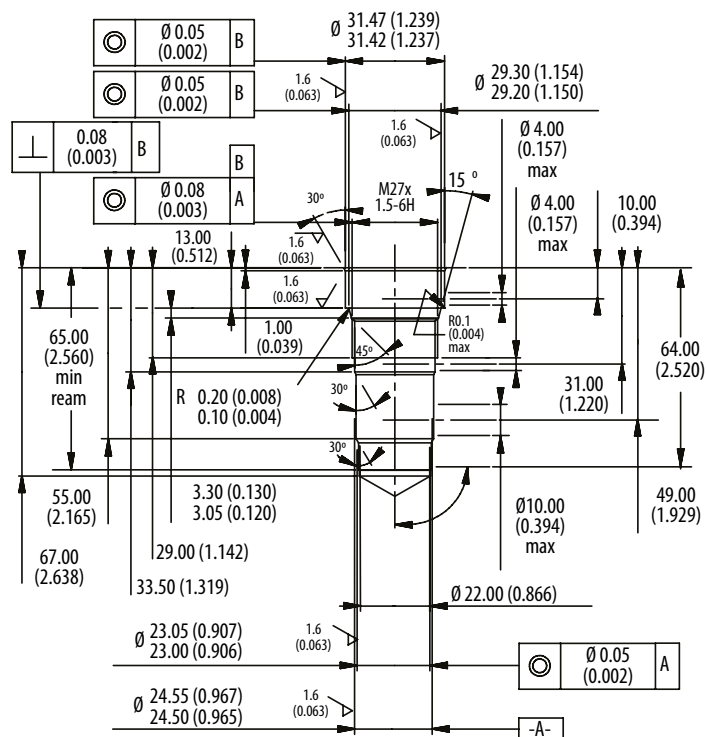 Ø 0.05
(0.002)
B
Ø 31.47 (1.239)
31.42 (1.237)
Ø 0.05
(0.002)
B
1.6
(0.063)
Ø 29.30 (1.154)
29.20 (1.150)
0.08
(0.003)
B
1.6
(0.063)
Ø 4.00
(0.157)
max
B
Ø 0.08
(0.003)
A
30º
M27x
1.5-6H
15 º
Ø 4.00
(0.157)
max
10.00
(0.394)
13.00
(0.512)
1.6
(0.063)
1.6
(0.063)
65.00
(2.560)
min
ream
1.00
(0.039)
R0.1
(0.004)
max
64.00
(2.520)
45º
R 0.20 (0.008)
0.10 (0.004)
30º
31.00
(1.220)
30º
55.00
(2.165)
3.30 (0.130)
3.05 (0.120)
Ø10.00
(0.394)
max
49.00
(1.929)
67.00
(2.638)
29.00 (1.142)
33.50 (1.319)
Ø 22.00 (0.866)
Ø 23.05 (0.907)
23.00 (0.906)
1.6
(0.063)
Ø 0.05
(0.002)
A
Ø 24.55 (0.967)
24.50 (0.965)
1.6
(0.063)
-A-